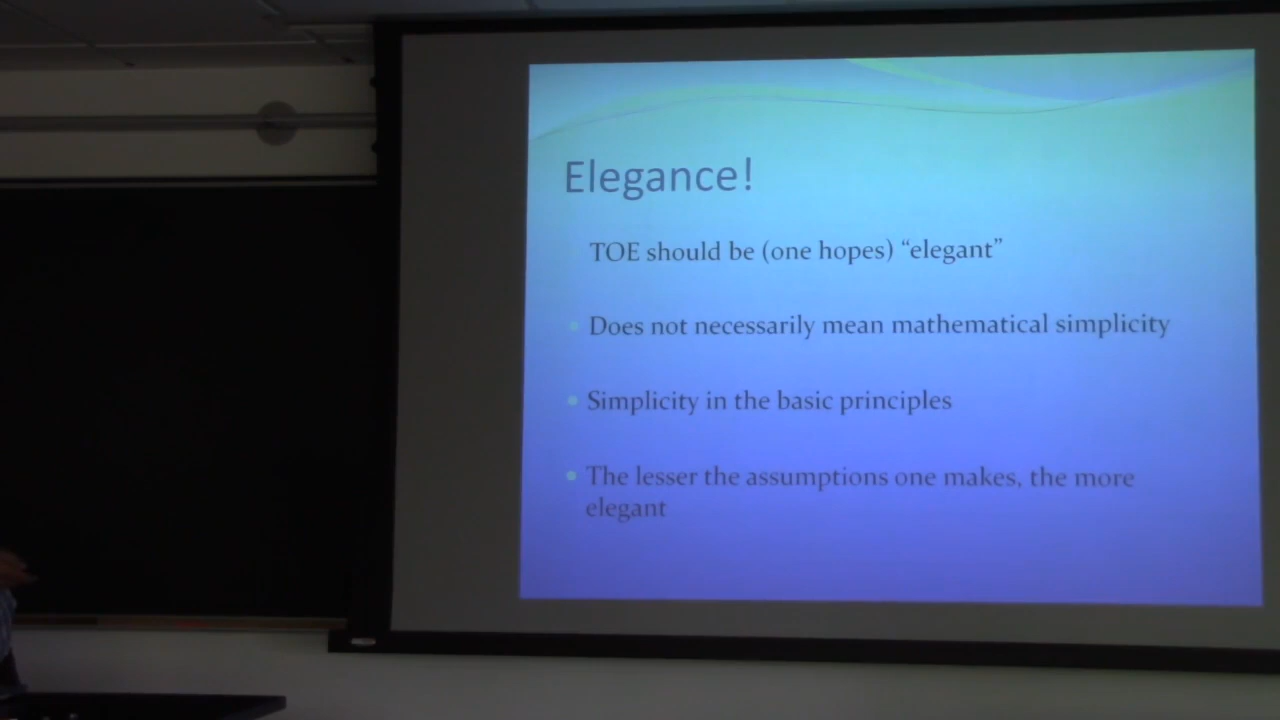 Elegance!
TOE should be (one hopes) “elegant”
Does not necessarily mean mathematical simplicity
Simplicity in the basic principles
The lesser the assumptions one makes, the more
elegant